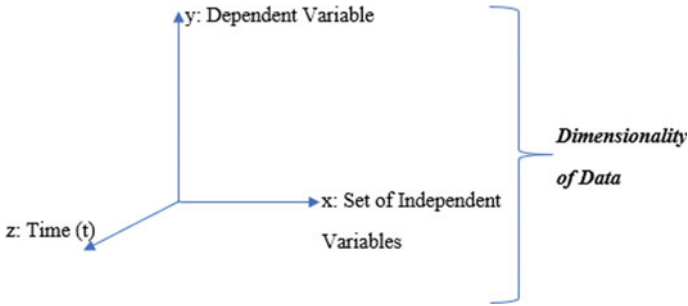 y: Dependent Variable
Dimensionality
of Data
x: Set of Independent
Variables
z: Time (t)